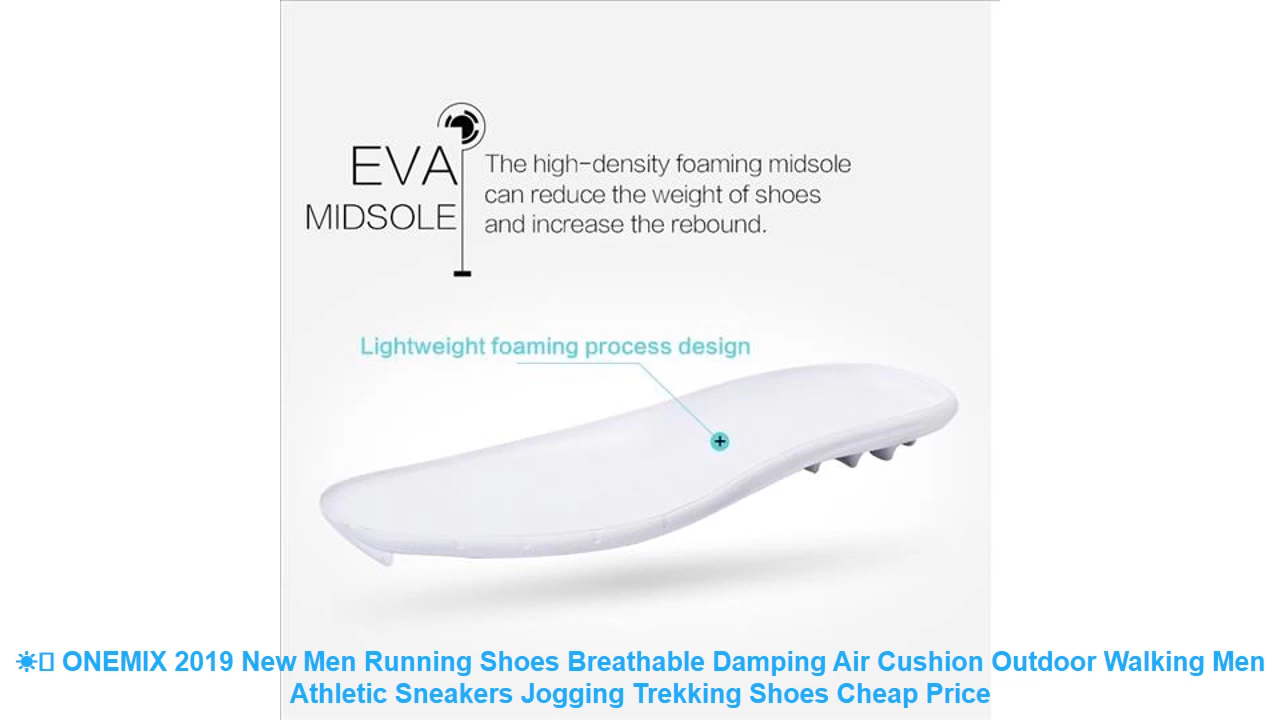 EVA
MIDSOLE
The high-density foaming midsole
can reduce the weight of shoes
and increase the rebound.
Lightweight foaming process design
☀️ ONEMIX 2019 New Men Running Shoes Breathable Damping Air Cushion Outdoor Walking Men
Athletic Sneakers Jogging Trekking Shoes Cheap Price